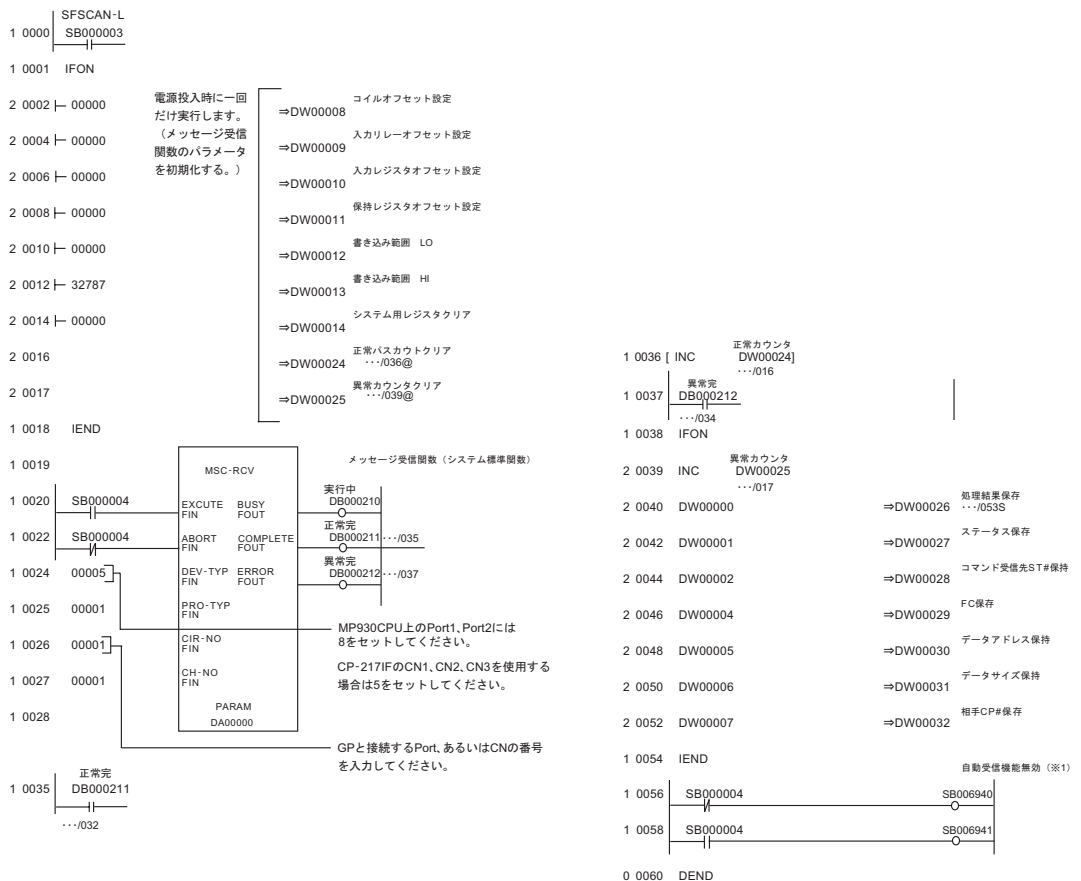 SFSCAN-L
1 0000 SB000003
1 0001 IFON
電源投入時に一回
だけ実行します。
(メッセージ受信
関数のパラメータ
を初期化する。)
2 0002 00000 ⇒DW00008 コイルオフセット設定
2 0004 00000 ⇒DW00009 入力リレーオフセット設定
2 0006 00000 ⇒DW00010 入力レジスタオフセット設定
2 0008 00000 ⇒DW00011 保持レジスタオフセット設定
2 0010 00000 ⇒DW00012 書き込み範囲 LO
2 0012 32787 ⇒DW00013 書き込み範囲 HI
2 0014 00000 ⇒DW00014 システム用レジスタクリア
2 0016 ⇒DW00024 正常パスカウトクリア
・・・/036@
2 0017 ⇒DW00025 異常カウンタクリア
・・・/039@
1 0018 IEND
1 0019 MSC-RCV メッセージ受信関数(システム標準関数)
実行中
1 0020 SB000004 EXCUTE BUSY DB000210
FIN FOUT
正常完
1 0022 SB000004 ABORT COMPLETE DB000211 ・・・/035
FIN FOUT
異常完
1 0024 00005 DEV-TYP ERROR DB000212 ・・・/037
FIN FOUT
1 0025 00001 PRO-TYP
FIN
1 0026 00001 CIR-NO
FIN
1 0027 00001 CH-NO
FIN
1 0028 PARAM
DA00000
MP930CPU上のPort1、Port2には
8をセットしてください。
CP-217IFのCN1、CN2、CN3を使用する
場合は5をセットしてください。
GPと接続するPort、あるいはCNの番号
を入力してください。
正常完
1 0035 DB000211
・・・/032
正常カウンタ
1 0036 [ INC DW00024]
・・・/016
異常完
1 0037 DB000212
・・・/034
1 0038 IFON
異常カウンタ
2 0039 INC DW00025
・・・/017
2 0040 DW00000 ⇒DW00026 処理結果保存
・・・/053S
2 0042 DW00001 ⇒DW00027 ステータス保存
2 0044 DW00002 ⇒DW00028 コマンド受信先ST#保持
2 0046 DW00004 ⇒DW00029 FC保存
2 0048 DW00005 ⇒DW00030 データアドレス保持
2 0050 DW00006 ⇒DW00031 データサイズ保持
2 0052 DW00007 ⇒DW00032 相手CP#保存
1 0054 IEND
自動受信機能無効(※1)
1 0056 SB000004 SB006940
1 0058 SB000004 SB006941
0 0060 DEND